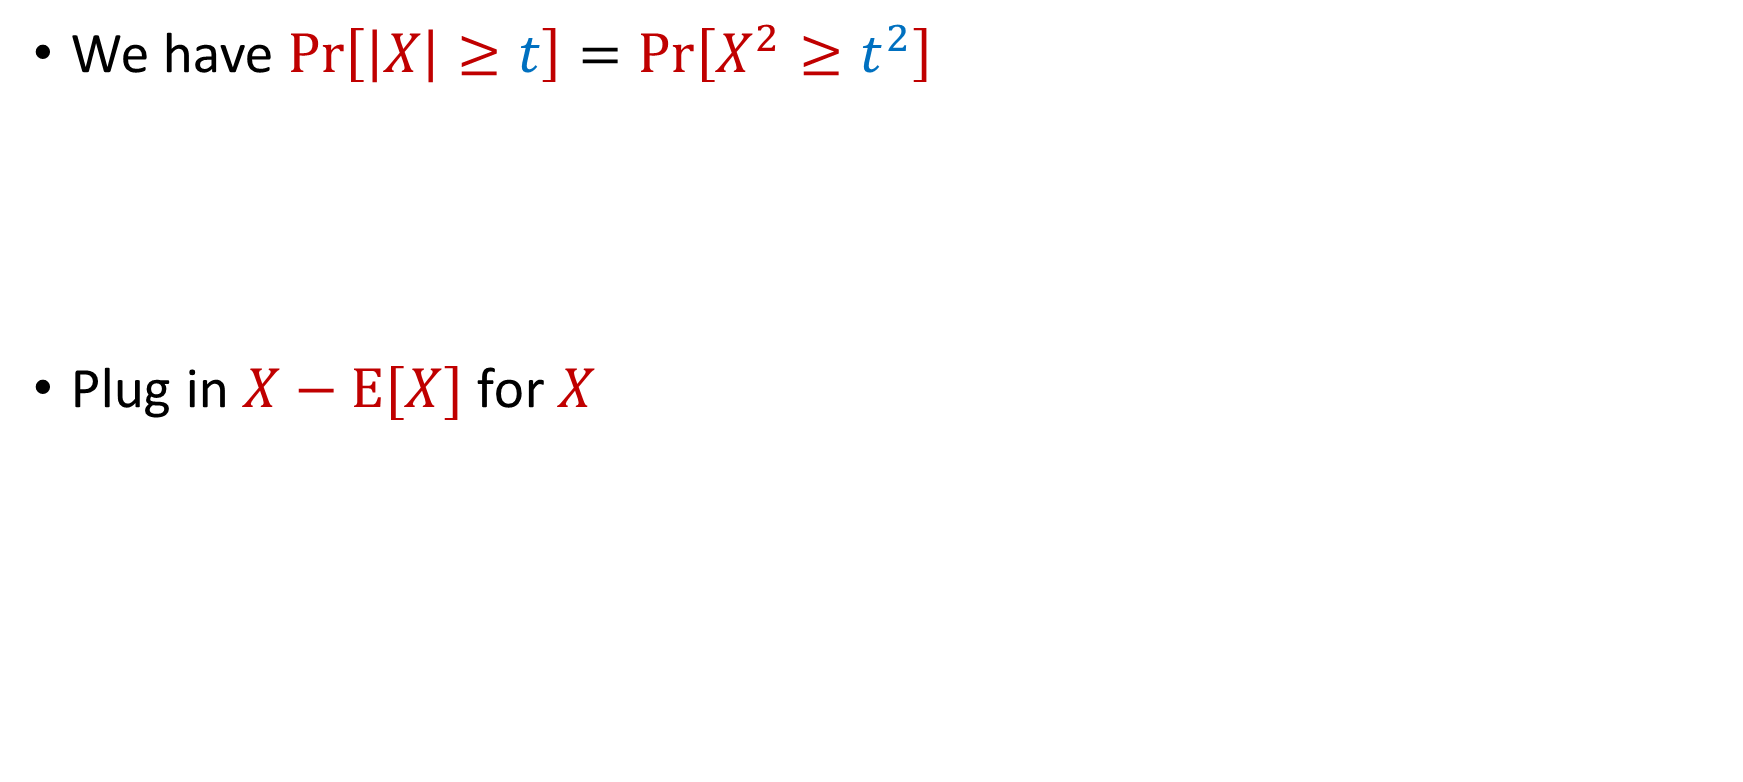 • We have Pr[|X| ≥ t] = Pr[X² ≥ t²]
• Plug in X − E[X] for X